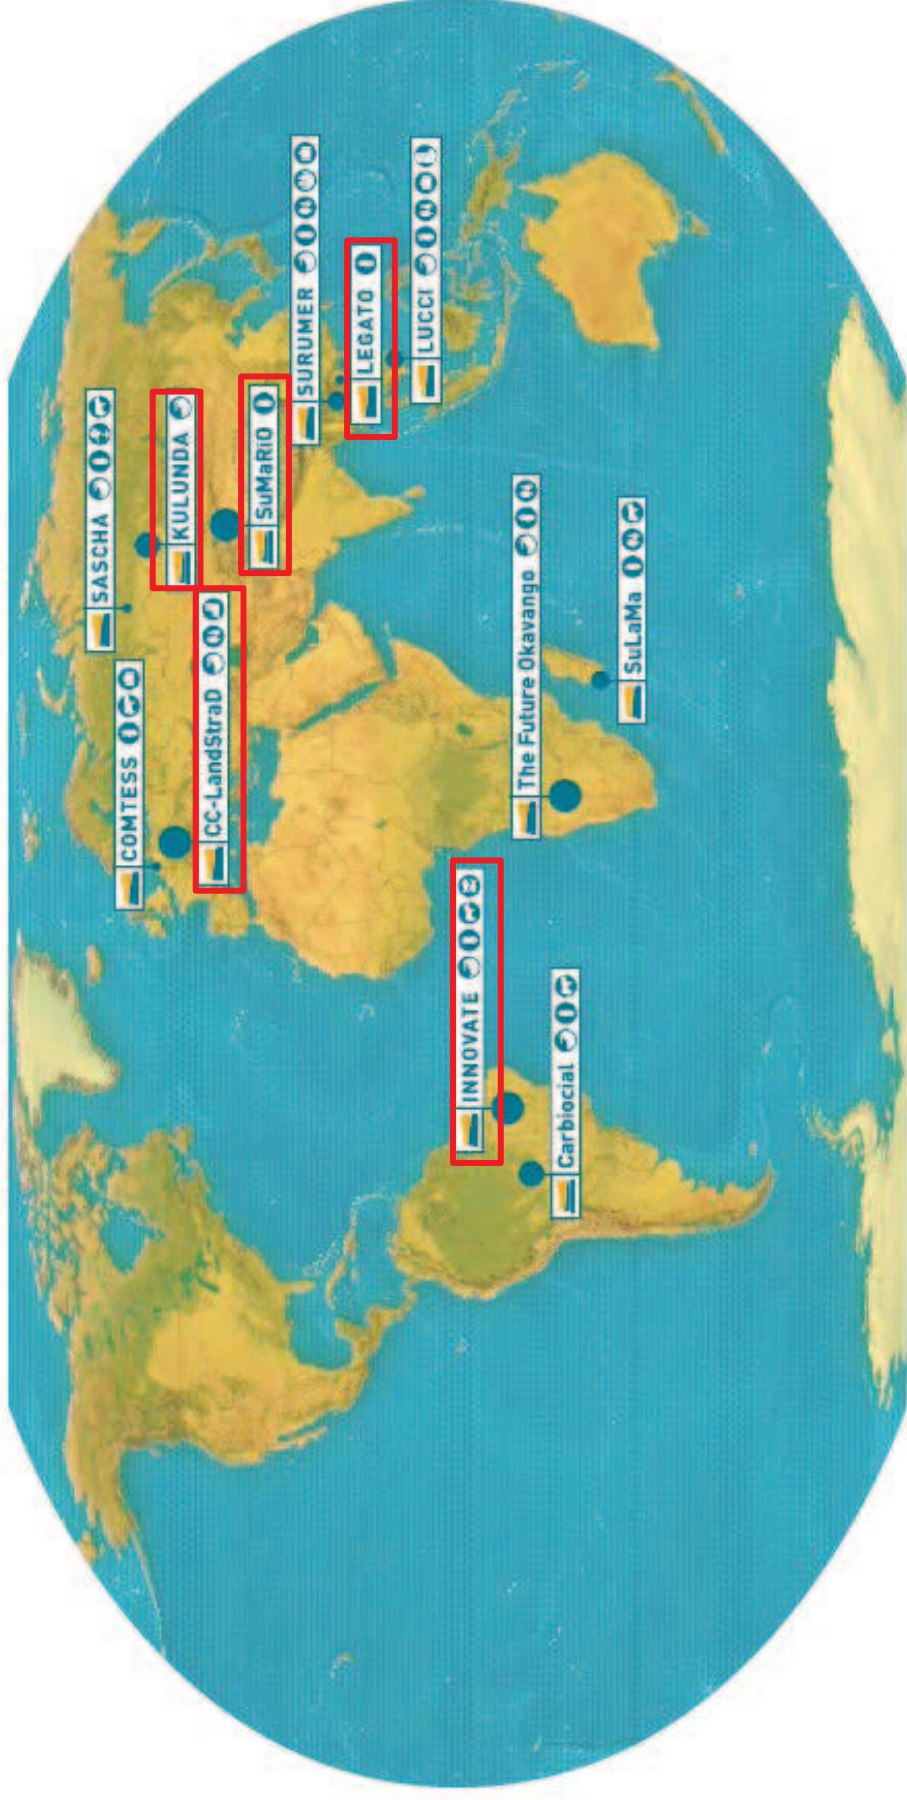 SASCHA
COMTESS
KULUNDA
CC-LandStraD
SuMaRiO
SURUMER
LEGATO
LUCCI
INNOVATE
The Future Okavango
Carbiocial
SuLaMa